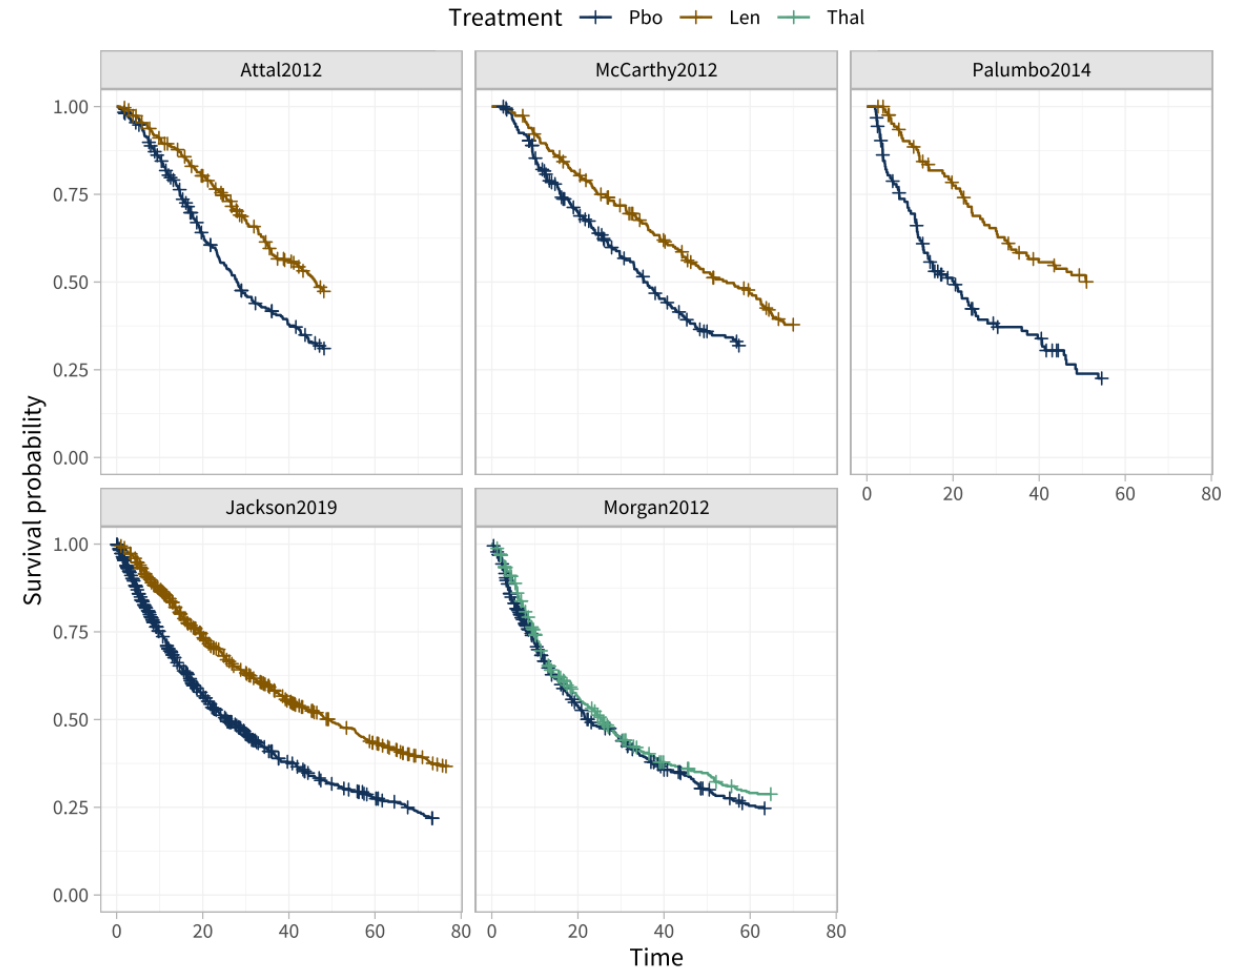 Treatment Pbo Len Thal
Attal2012 McCarthy2012 Palumbo2014
1.00
0.75
0.50
0.25
0.00
0 20 40 60 80
Survival probability
Jackson2019 Morgan2012
1.00
0.75
0.50
0.25
0.00
0 20 40 60 80 0 20 40 60 80
Time